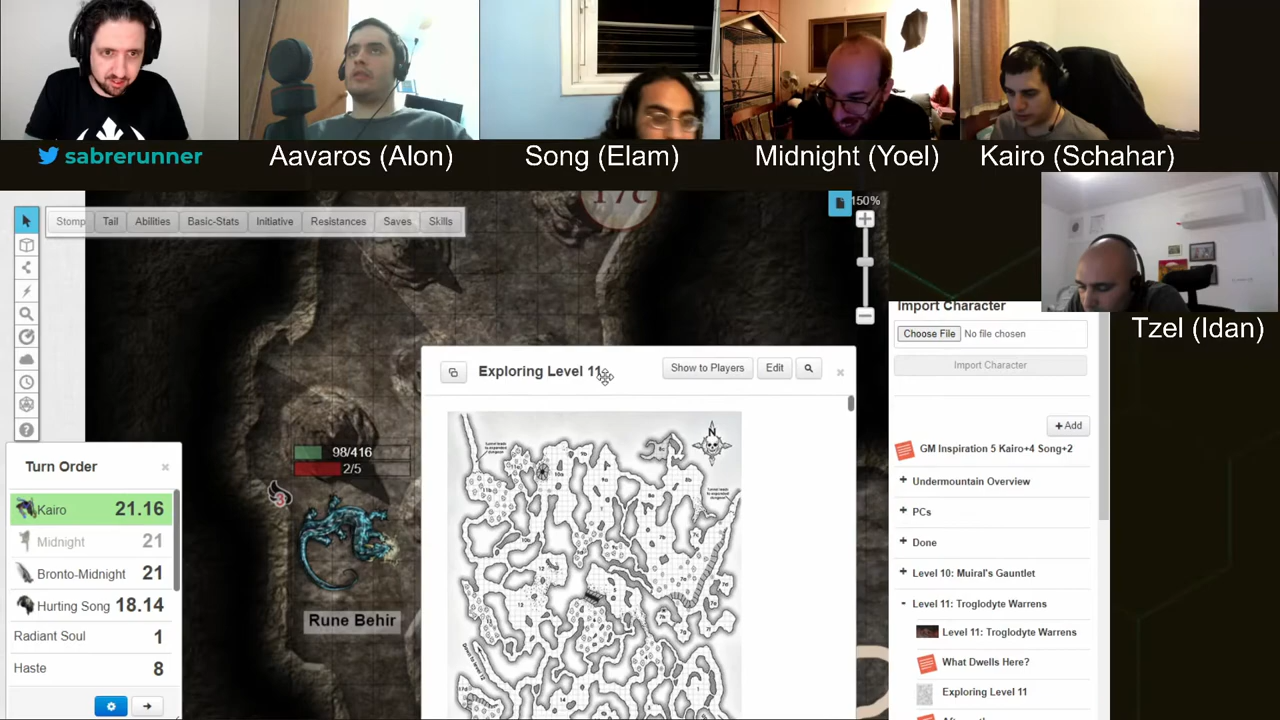 sabrerunner
Aavaros (Alon)
Song (Elam)
Midnight (Yoel)
Kairo (Schahar)
Tzel (Idan)
Stomp Tail Abilities Basic-Stats Initiative Resistances Saves Skills
17c
150%
Import Character
Choose File No file chosen
Import Character
+ Add
GM Inspiration 5 Kairo+4 Song+2
Undermountain Overview
PCs
Done
Level 10: Muiral's Gauntlet
Level 11: Troglodyte Warrens
Level 11: Troglodyte Warrens
What Dwells Here?
Exploring Level 11
Exploring Level 11
Show to Players Edit
N
98/416
2/5
3
Rune Behir
Turn Order
Kairo 21.16
Midnight 21
Bronto-Midnight 21
Hurting Song 18.14
Radiant Soul 1
Haste 8